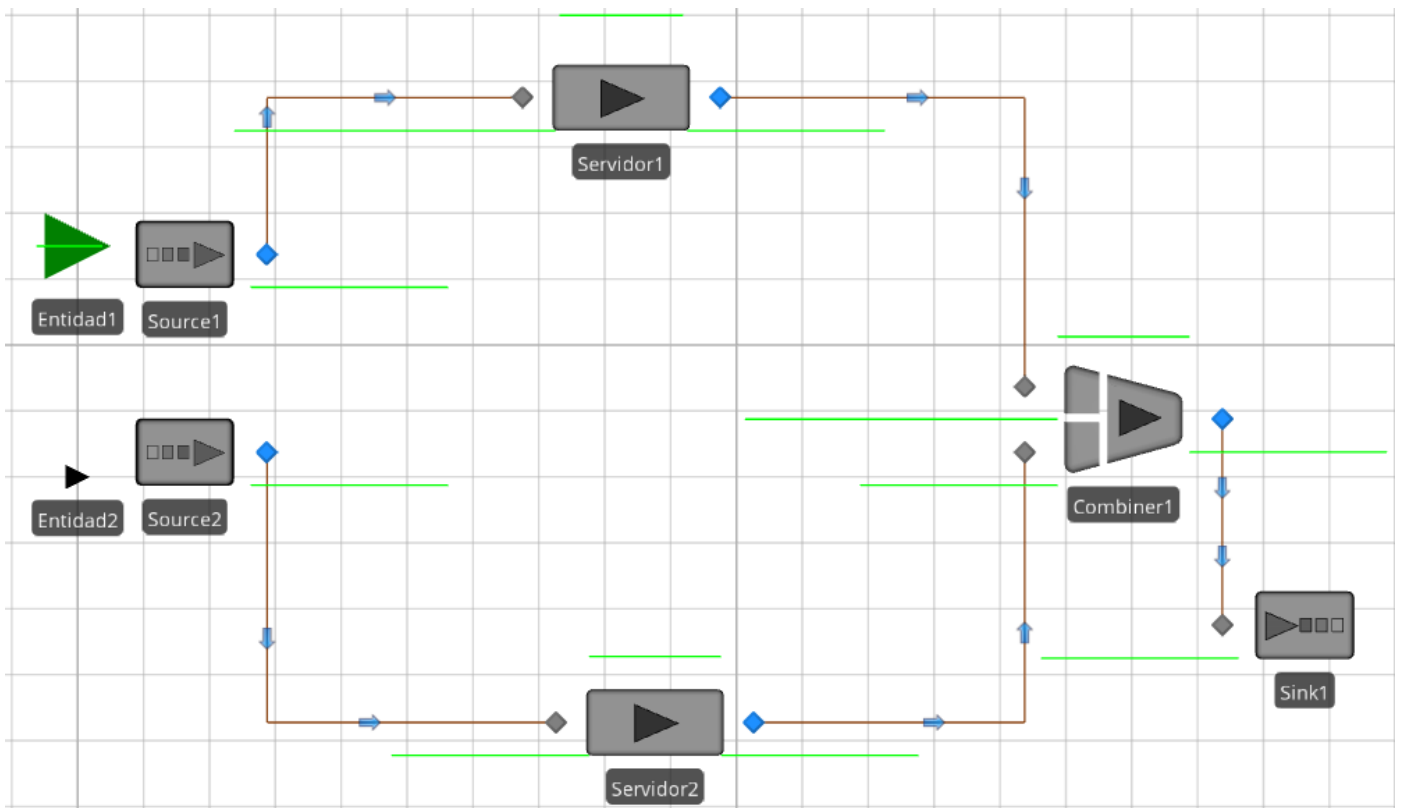 Servidor1
Entidad1
Source1
Entidad2
Source2
Combiner1
Sink1
Servidor2